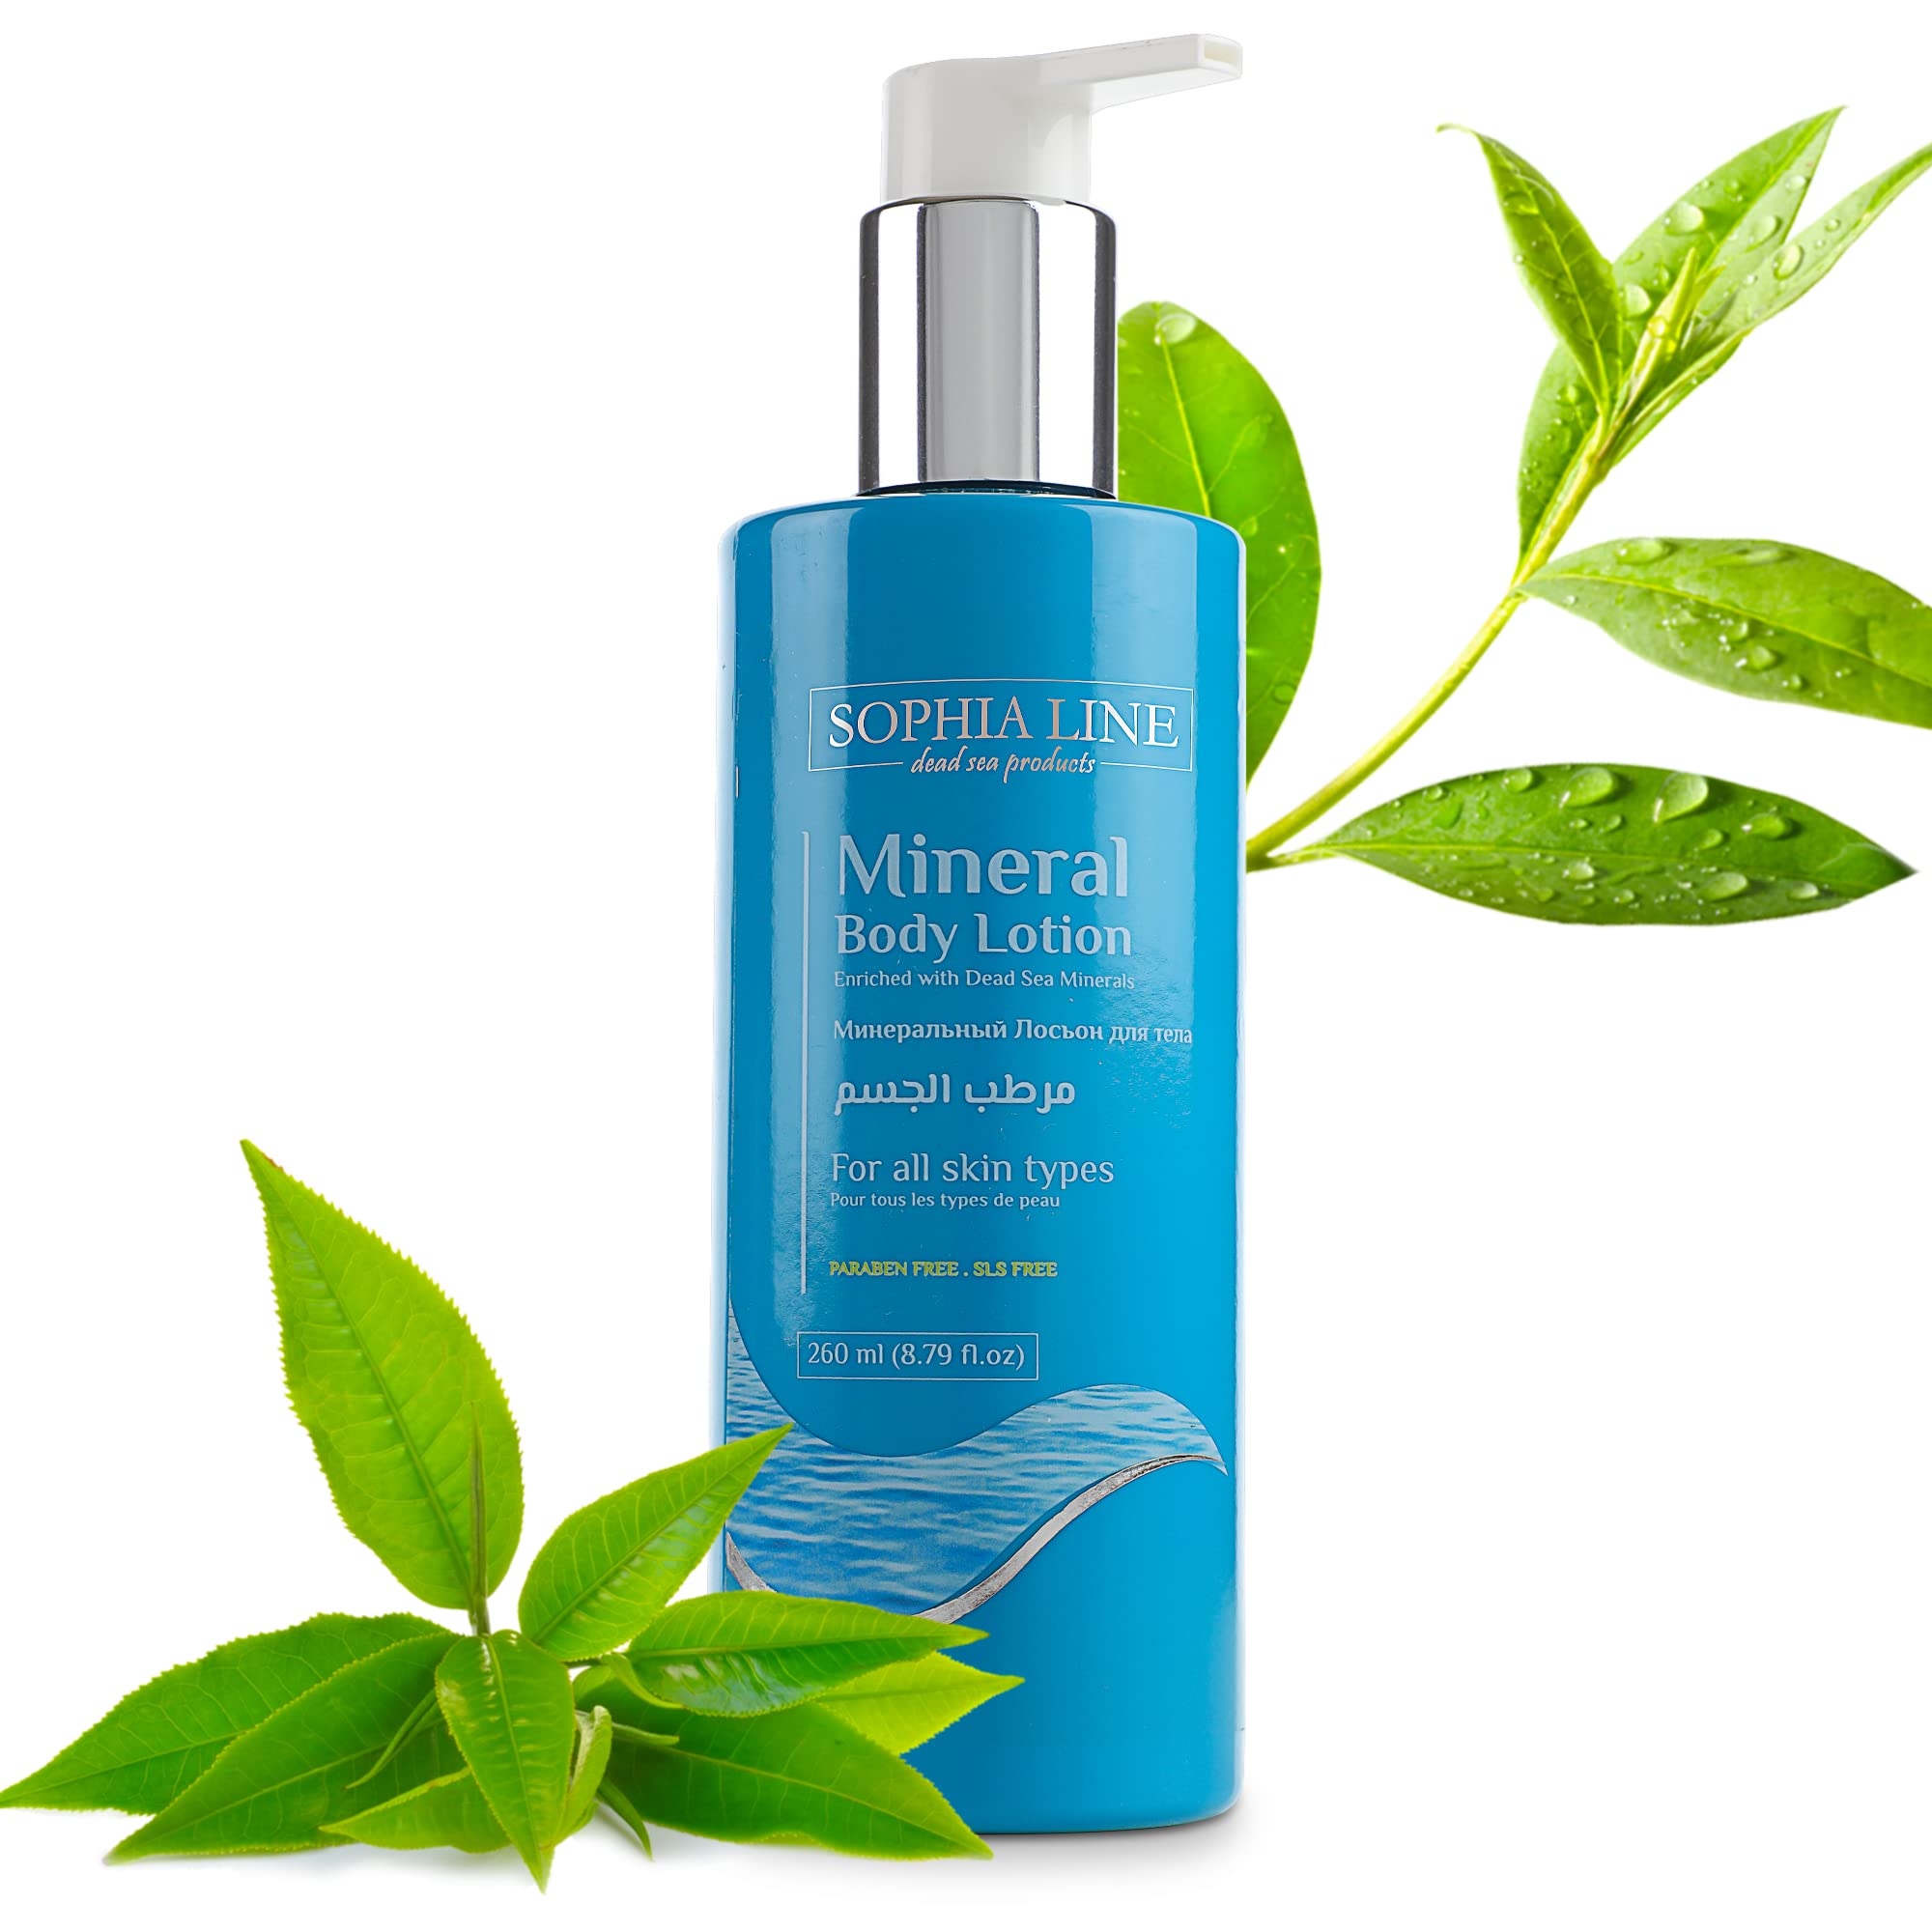 SOPHIA LINE
dead sea products
Mineral
Body Lotion
Enriched with Dead Sea Minerals
Минеральный Лосьон для тела
مرطب الجسم
For all skin types
Pour tous les types de peau
PARABEN FREE . SLS FREE
260 ml (8.79 fl.oz)